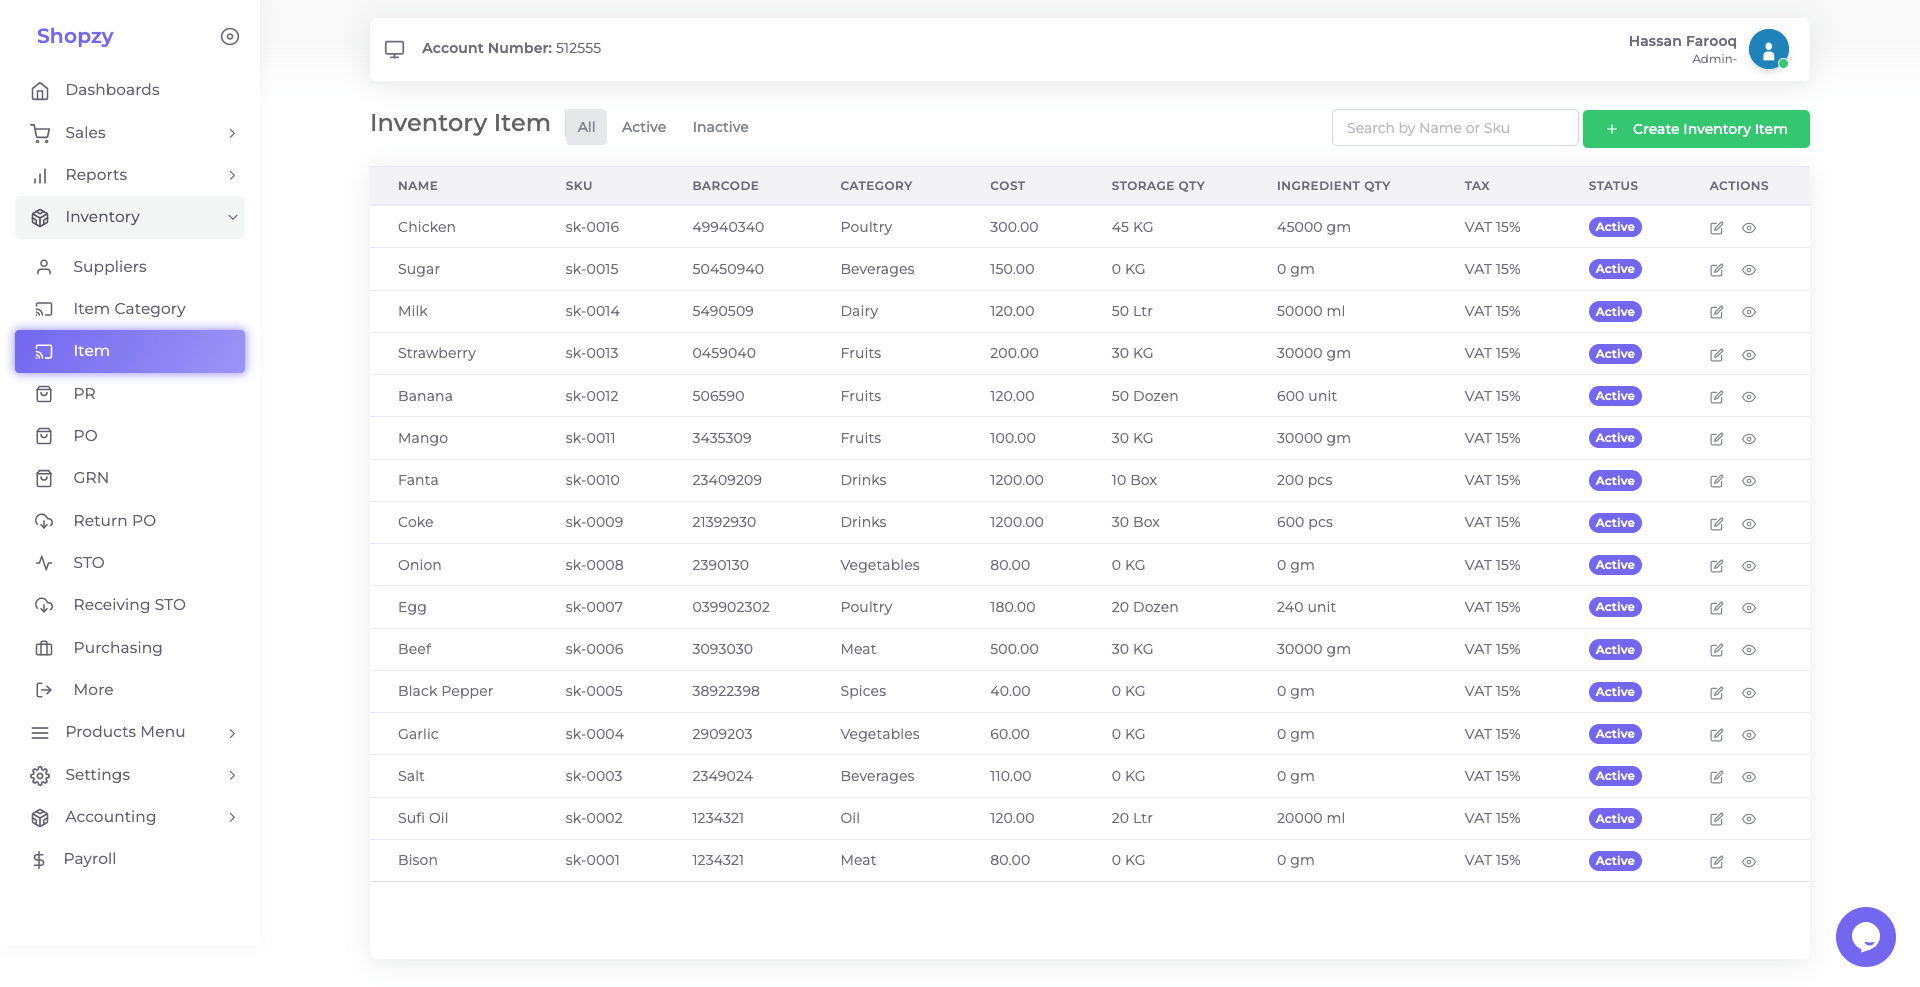 Shopzy
Dashboards
Sales
Reports
Inventory
Suppliers
Item Category
Item
PR
PO
GRN
Return PO
STO
Receiving STO
Purchasing
More
Products Menu
Settings
Accounting
Payroll
Account Number: 512555
Hassan Farooq
Admin-
Inventory Item All Active Inactive
Search by Name or Sku
+ Create Inventory Item
NAME SKU BARCODE CATEGORY COST STORAGE QTY INGREDIENT QTY TAX STATUS ACTIONS
Chicken sk-0016 49940340 Poultry 300.00 45 KG 45000 gm VAT 15% Active
Sugar sk-0015 50450940 Beverages 150.00 0 KG 0 gm VAT 15% Active
Milk sk-0014 5490509 Dairy 120.00 50 Ltr 50000 ml VAT 15% Active
Strawberry sk-0013 0459040 Fruits 200.00 30 KG 30000 gm VAT 15% Active
Banana sk-0012 506590 Fruits 120.00 50 Dozen 600 unit VAT 15% Active
Mango sk-0011 3435309 Fruits 100.00 30 KG 30000 gm VAT 15% Active
Fanta sk-0010 23409209 Drinks 1200.00 10 Box 200 pcs VAT 15% Active
Coke sk-0009 21392930 Drinks 1200.00 30 Box 600 pcs VAT 15% Active
Onion sk-0008 2390130 Vegetables 80.00 0 KG 0 gm VAT 15% Active
Egg sk-0007 039902302 Poultry 180.00 20 Dozen 240 unit VAT 15% Active
Beef sk-0006 3093030 Meat 500.00 30 KG 30000 gm VAT 15% Active
Black Pepper sk-0005 38922398 Spices 40.00 0 KG 0 gm VAT 15% Active
Garlic sk-0004 2909203 Vegetables 60.00 0 KG 0 gm VAT 15% Active
Salt sk-0003 2349024 Beverages 110.00 0 KG 0 gm VAT 15% Active
Sufi Oil sk-0002 1234321 Oil 120.00 20 Ltr 20000 ml VAT 15% Active
Bison sk-0001 1234321 Meat 80.00 0 KG 0 gm VAT 15% Active